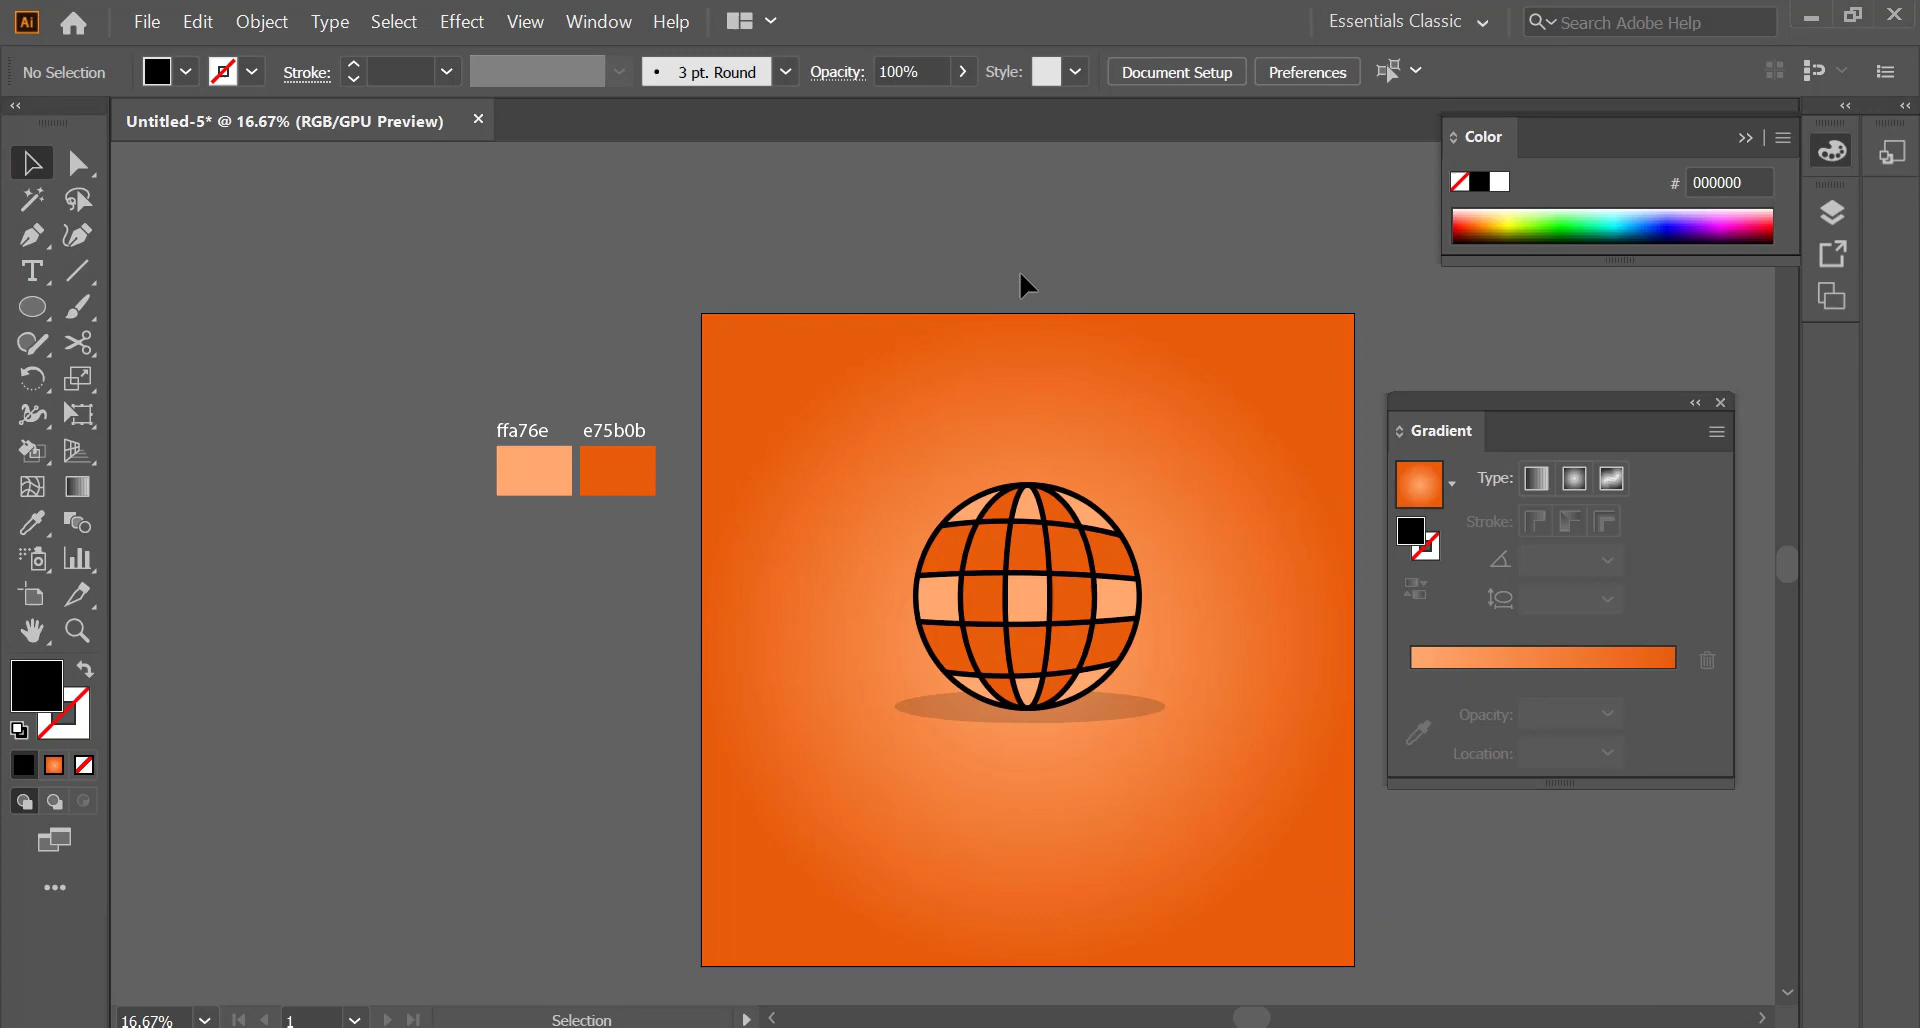 Ai File Edit Object Type Select Effect View Window Help Essentials Classic Search Adobe Help
No Selection Stroke: 3 pt. Round Opacity: 100% Style: Document Setup Preferences
Untitled-5* @ 16.67% (RGB/GPU Preview)
Color
# 000000
ffa76e e75b0b
Gradient
Type:
Stroke:
Opacity:
Location:
16.67% 1 Selection